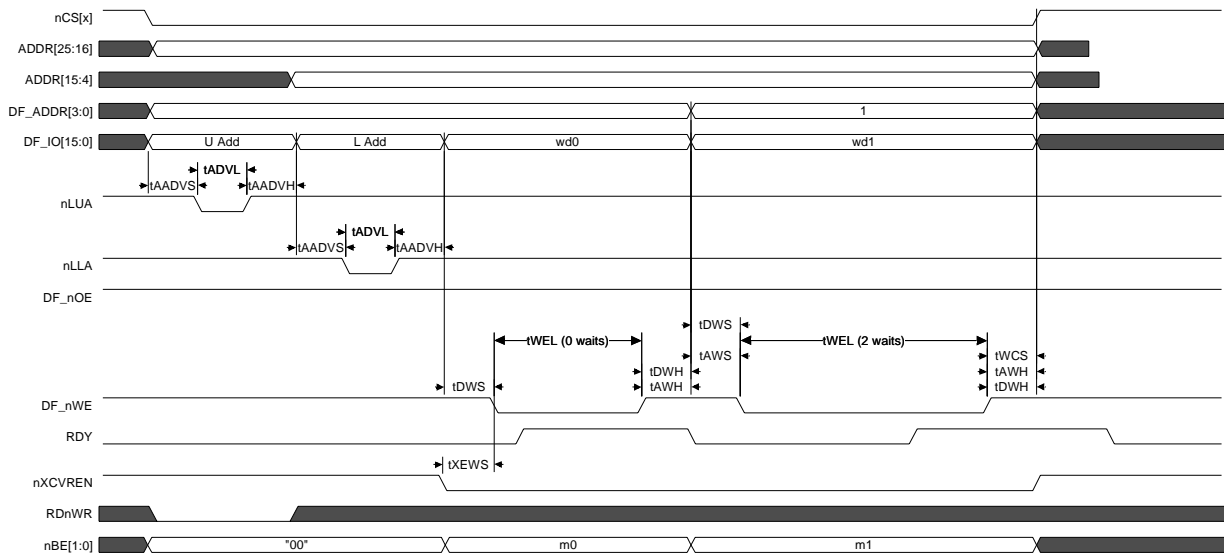 nCS[x]
ADDR[25:16]
ADDR[15:4]
DF_ADDR[3:0] 1
DF_IO[15:0] U Add L Add wd0 wd1
tADVL
tAADVS tAADVH
nLUA
tADVL
tAADVS tAADVH
nLLA
DF_nOE
tDWS
tWEL (0 waits) tWEL (2 waits)
tAWS tWCS
tDWH tAWH
tDWS tAWH tDWH
DF_nWE
RDY
tXEWS
nXCVREN
RDnWR
nBE[1:0] "00" m0 m1